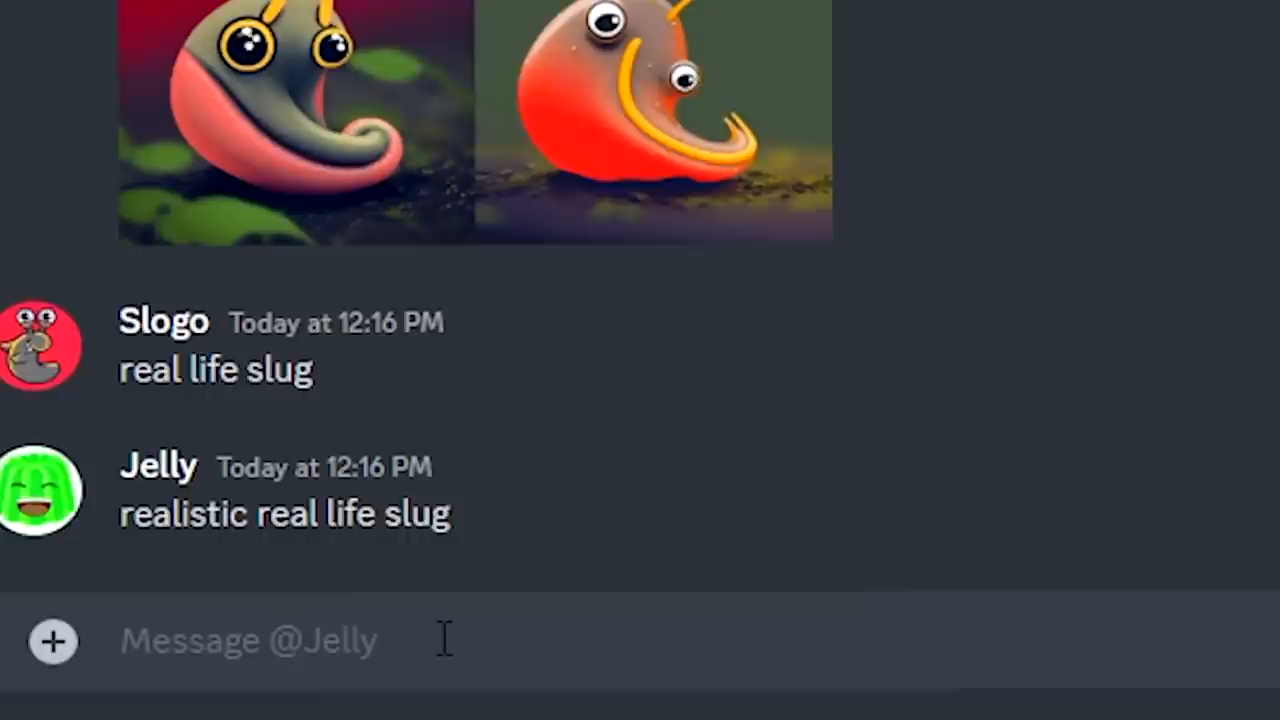 Slogo Today at 12:16 PM
real life slug
Jelly Today at 12:16 PM
realistic real life slug
Message @Jelly